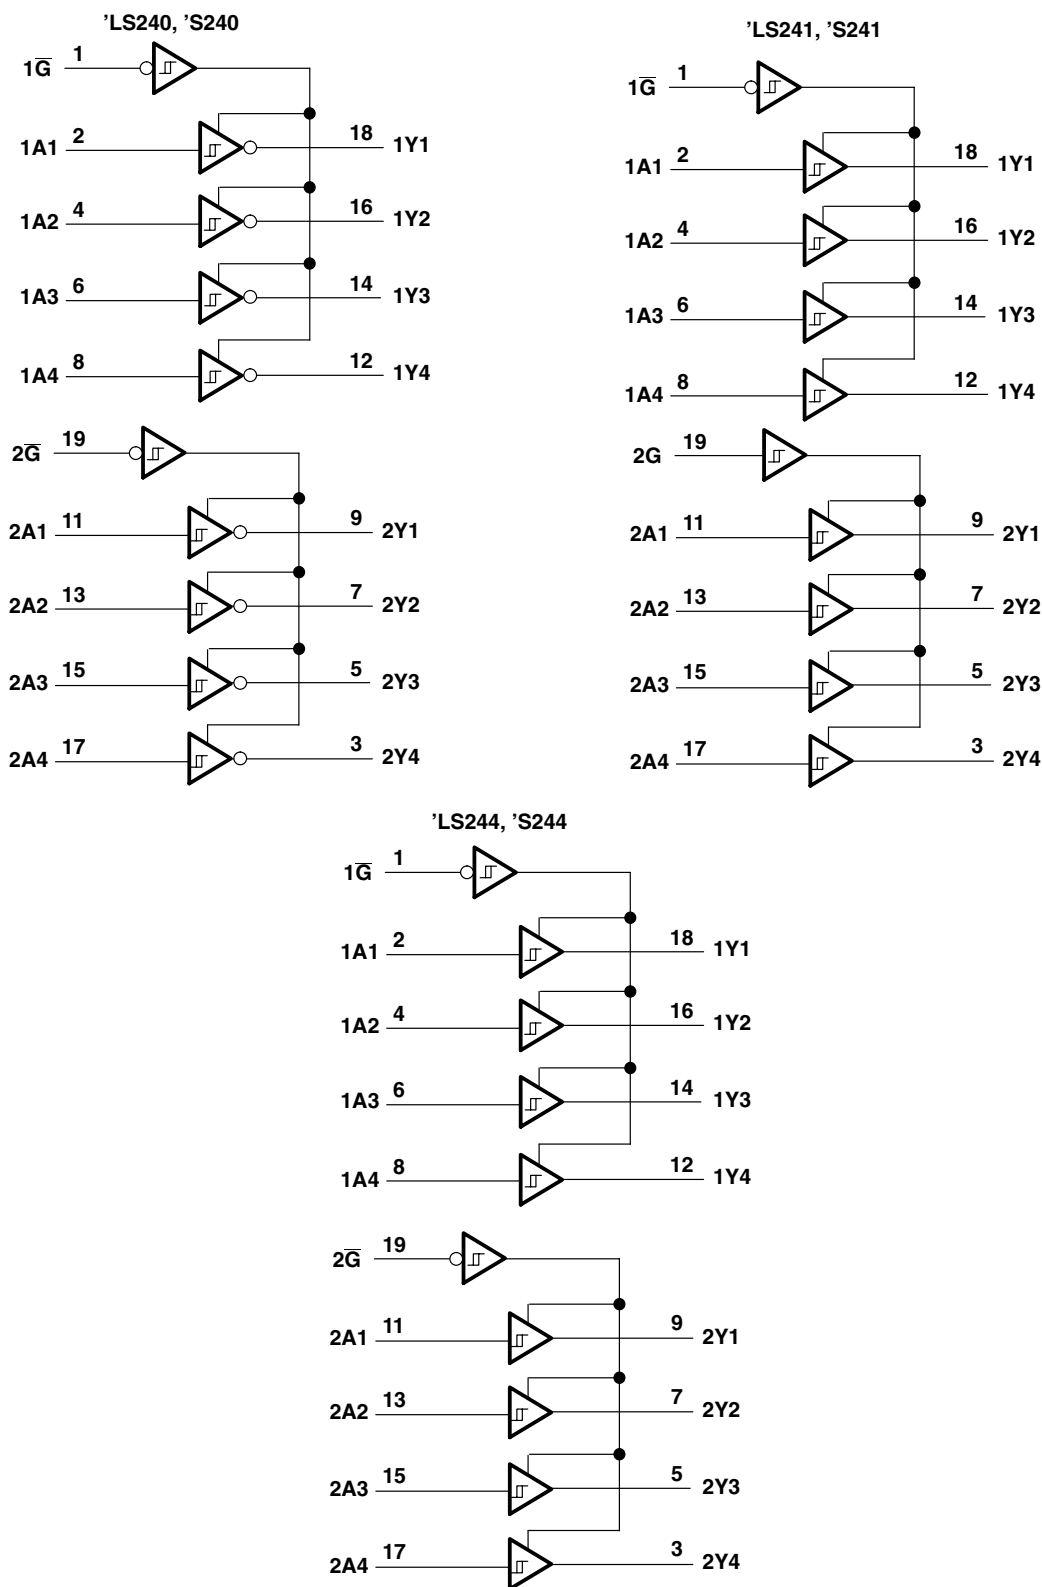 ’LS240, ’S240
1G̅ 1
1A1 2 18 1Y1
1A2 4 16 1Y2
1A3 6 14 1Y3
1A4 8 12 1Y4
2G̅ 19
2A1 11 9 2Y1
2A2 13 7 2Y2
2A3 15 5 2Y3
2A4 17 3 2Y4
’LS241, ’S241
1G̅ 1
1A1 2 18 1Y1
1A2 4 16 1Y2
1A3 6 14 1Y3
1A4 8 12 1Y4
2G 19
2A1 11 9 2Y1
2A2 13 7 2Y2
2A3 15 5 2Y3
2A4 17 3 2Y4
’LS244, ’S244
1G̅ 1
1A1 2 18 1Y1
1A2 4 16 1Y2
1A3 6 14 1Y3
1A4 8 12 1Y4
2G̅ 19
2A1 11 9 2Y1
2A2 13 7 2Y2
2A3 15 5 2Y3
2A4 17 3 2Y4